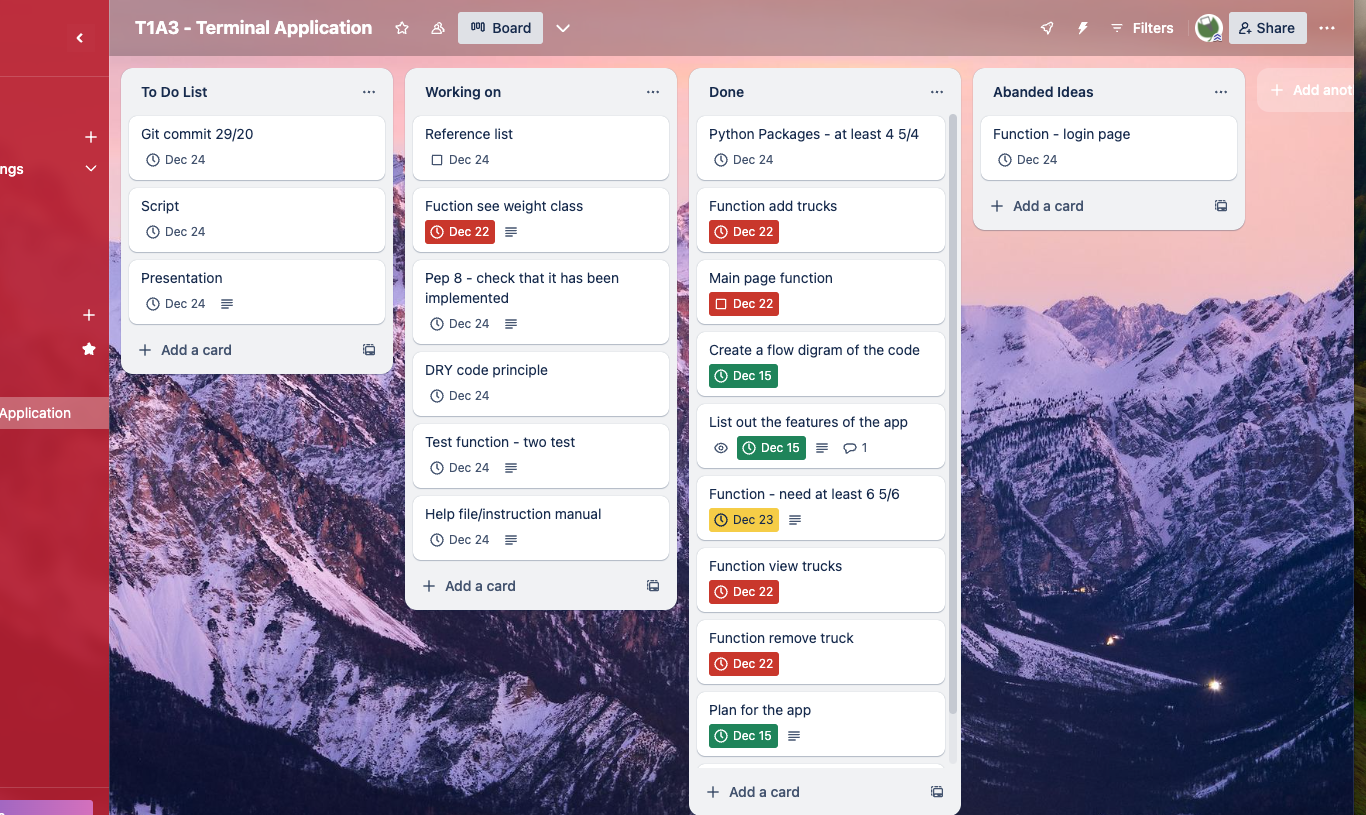 T1A3 - Terminal Application
Board
Filters
Share
ngs
Application
To Do List
Git commit 29/20
Dec 24
Script
Dec 24
Presentation
Dec 24
Add a card
Working on
Reference list
Dec 24
Fuction see weight class
Dec 22
Pep 8 - check that it has been
implemented
Dec 24
DRY code principle
Dec 24
Test function - two test
Dec 24
Help file/instruction manual
Dec 24
Add a card
Done
Python Packages - at least 4 5/4
Dec 24
Function add trucks
Dec 22
Main page function
Dec 22
Create a flow digram of the code
Dec 15
List out the features of the app
Dec 15 1
Function - need at least 6 5/6
Dec 23
Function view trucks
Dec 22
Function remove truck
Dec 22
Plan for the app
Dec 15
Add a card
Abanded Ideas
Function - login page
Dec 24
Add a card
Add anot